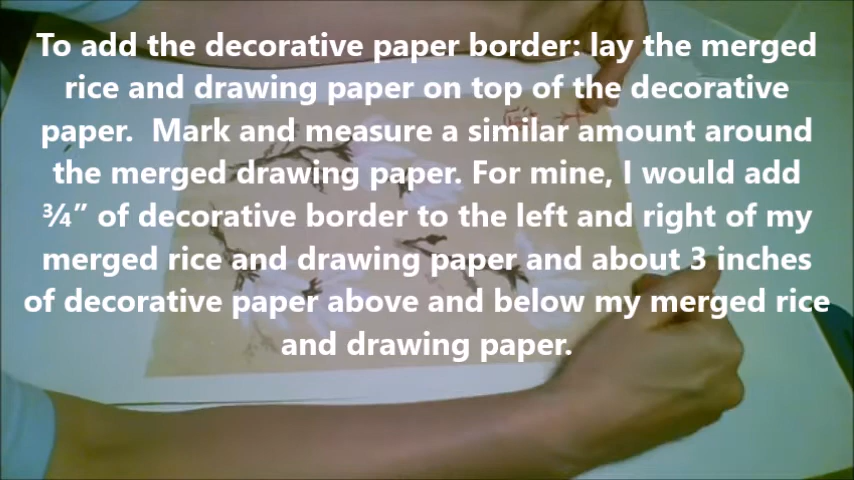 To add the decorative paper border: lay the merged
rice and drawing paper on top of the decorative
paper.  Mark and measure a similar amount around
the merged drawing paper. For mine, I would add
¾” of decorative border to the left and right of my
merged rice and drawing paper and about 3 inches
of decorative paper above and below my merged rice
and drawing paper.